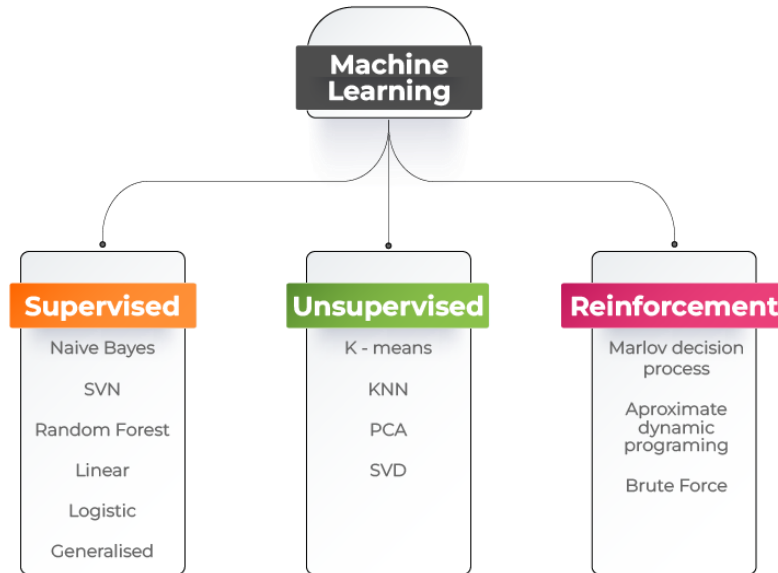 Machine
Learning
Supervised
Naive Bayes
SVN
Random Forest
Linear
Logistic
Generalised
Unsupervised
K - means
KNN
PCA
SVD
Reinforcement
Marlov decision
process
Aproximate
dynamic
programing
Brute Force